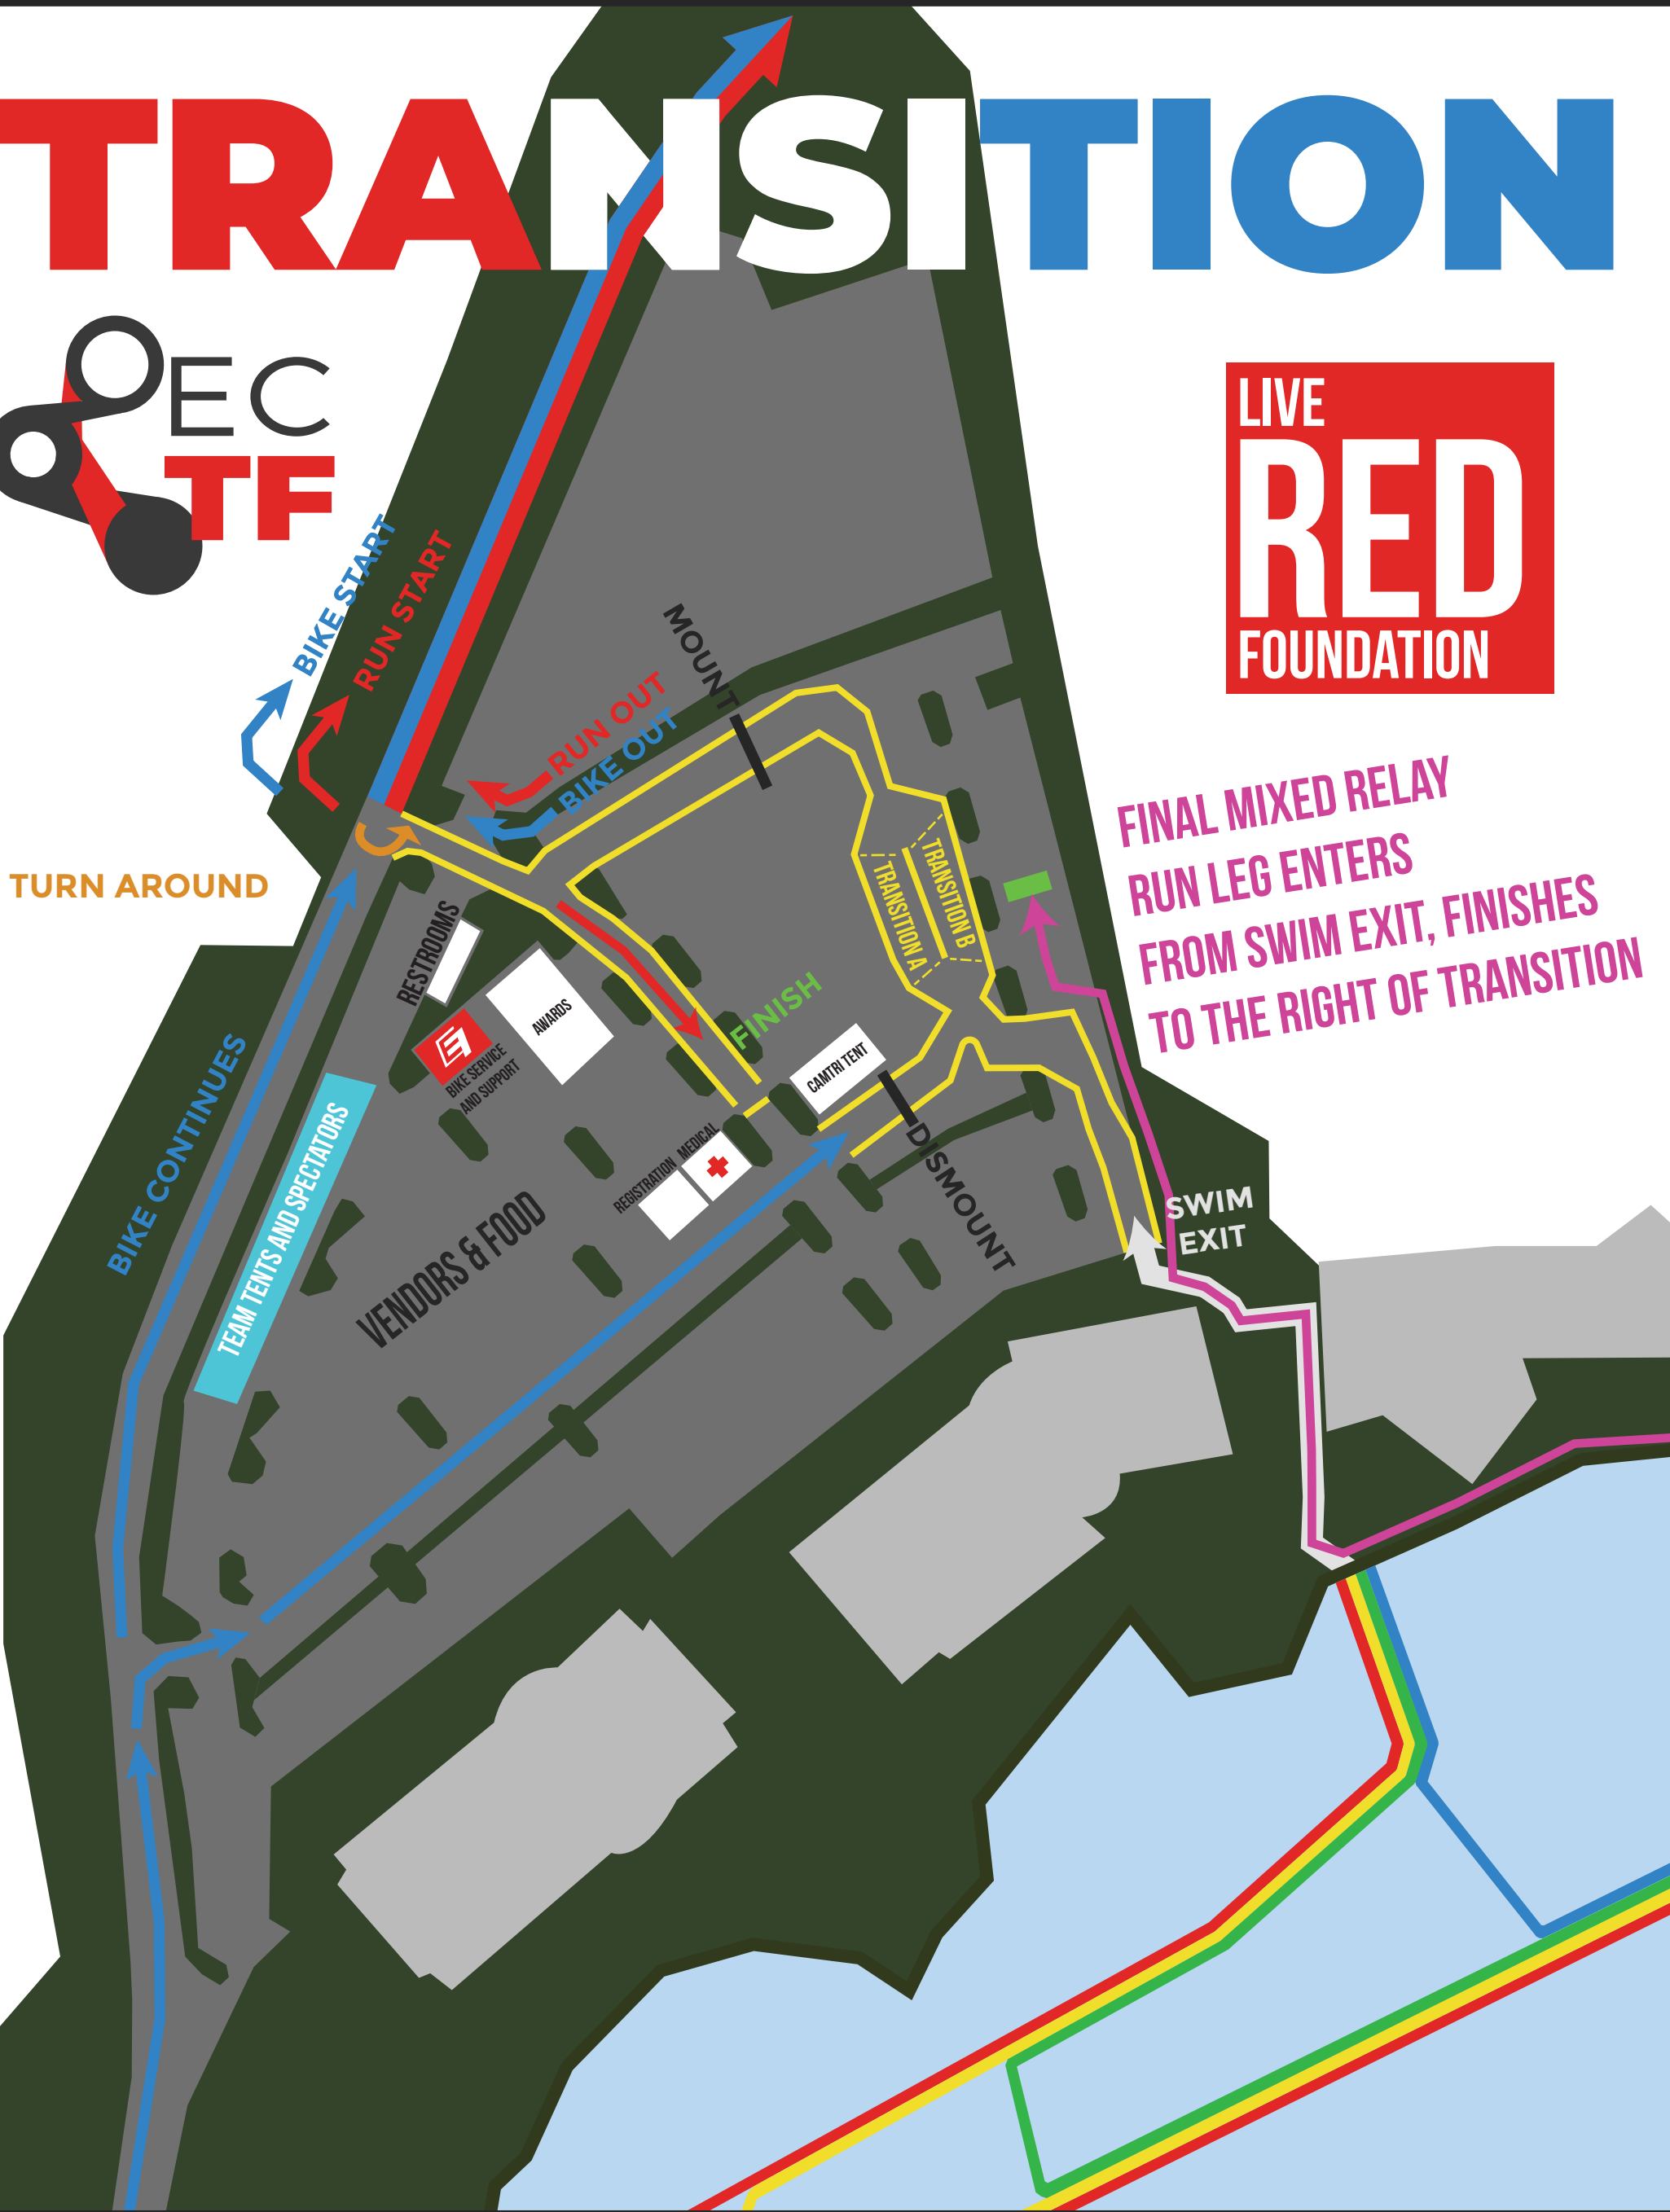 TRANSITION
EC
TF
LIVE
RED
FOUNDATION
BIKE START
RUN START
MOUNT
RUN OUT
BIKE OUT
FINAL MIXED RELAY
RUN LEG ENTERS
FROM SWIM EXIT, FINISHES
TO THE RIGHT OF TRANSITION
TURN AROUND
TRANSITION A
TRANSITION B
RESTROOMS
AWARDS
FINISH
BIKE SERVICE
AND SUPPORT
CAMTRI TENT
BIKE CONTINUES
TEAM TENTS AND SPECTATORS
REGISTRATION
MEDICAL
DISMOUNT
VENDORS & FOOD
SWIM
EXIT